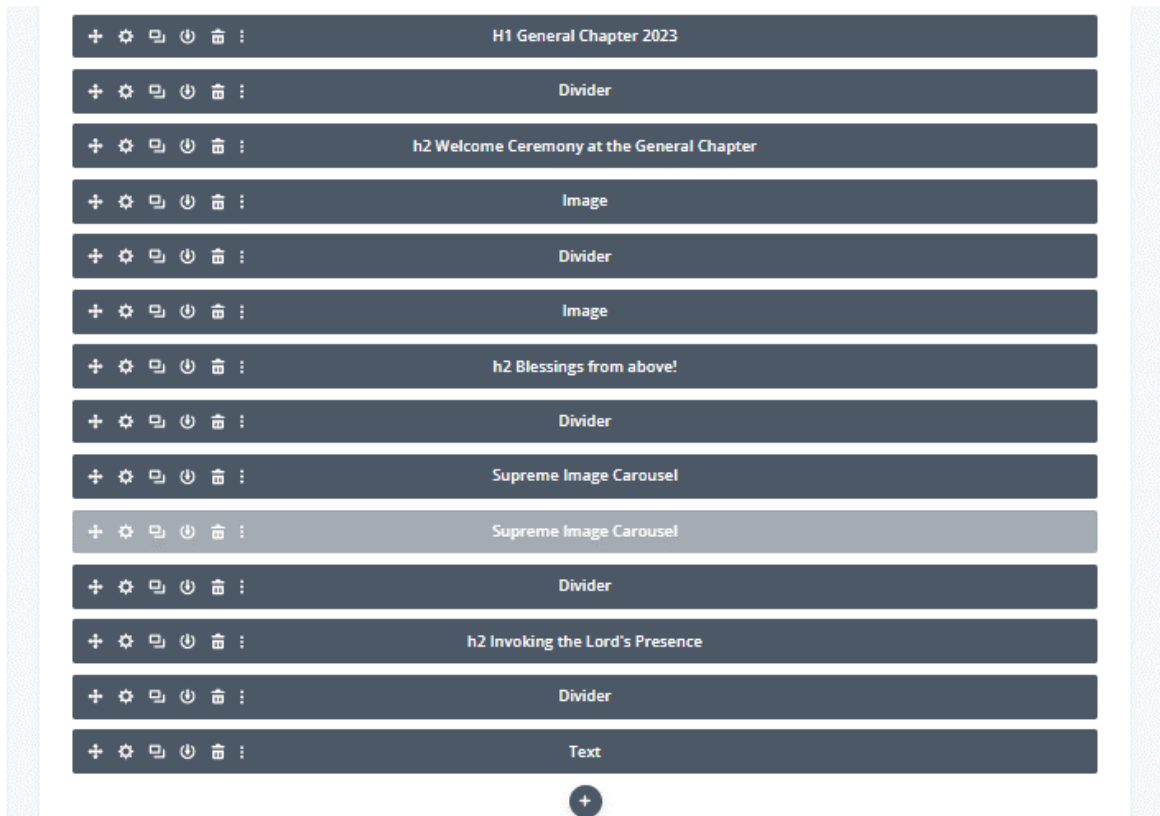 H1 General Chapter 2023
Divider
h2 Welcome Ceremony at the General Chapter
Image
Divider
Image
h2 Blessings from above!
Divider
Supreme Image Carousel
Supreme Image Carousel
Divider
h2 Invoking the Lord's Presence
Divider
Text